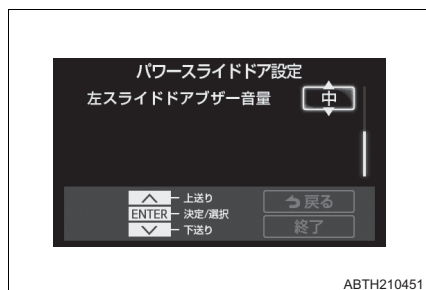 パワースライドドア設定
左スライドドアブザー音量 中
上送り
ENTER 決定/選択
下送り
戻る
終了
ABTH210451